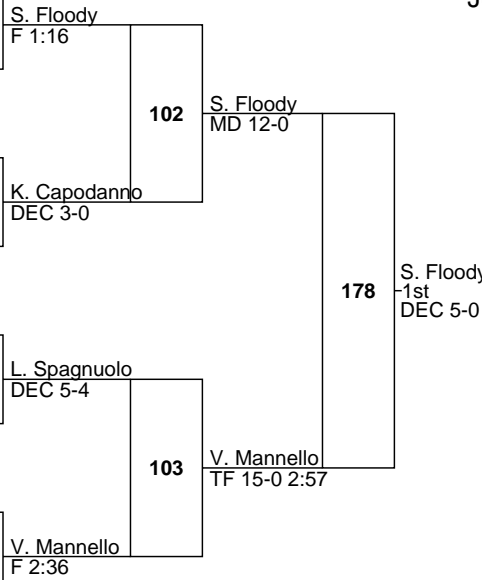 S. Floody
F 1:16
102
S. Floody
MD 12-0
K. Capodanno
DEC 3-0
178
S. Floody
1st
DEC 5-0
L. Spagnuolo
DEC 5-4
103
V. Mannello
TF 15-0 2:57
V. Mannello
F 2:36